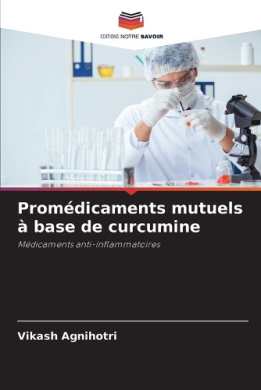 EDITIONS NOTRE SAVOIR
Promédicaments mutuels
à base de curcumine
Médicaments anti-inflammatoires
Vikash Agnihotri